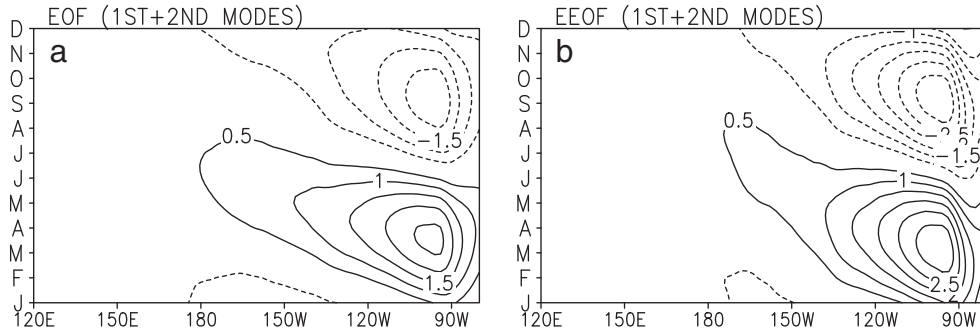 EOF (1ST+2ND MODES)
a
D
N
O
S
A
J
J
M
A
M
F
J
0.5
1
1.5
−1.5
120E 150E 180 150W 120W 90W
EEOF (1ST+2ND MODES)
b
D
N
O
S
A
J
J
M
A
M
F
J
0.5
1
2.5
−2.5
−1.5
120E 150E 180 150W 120W 90W